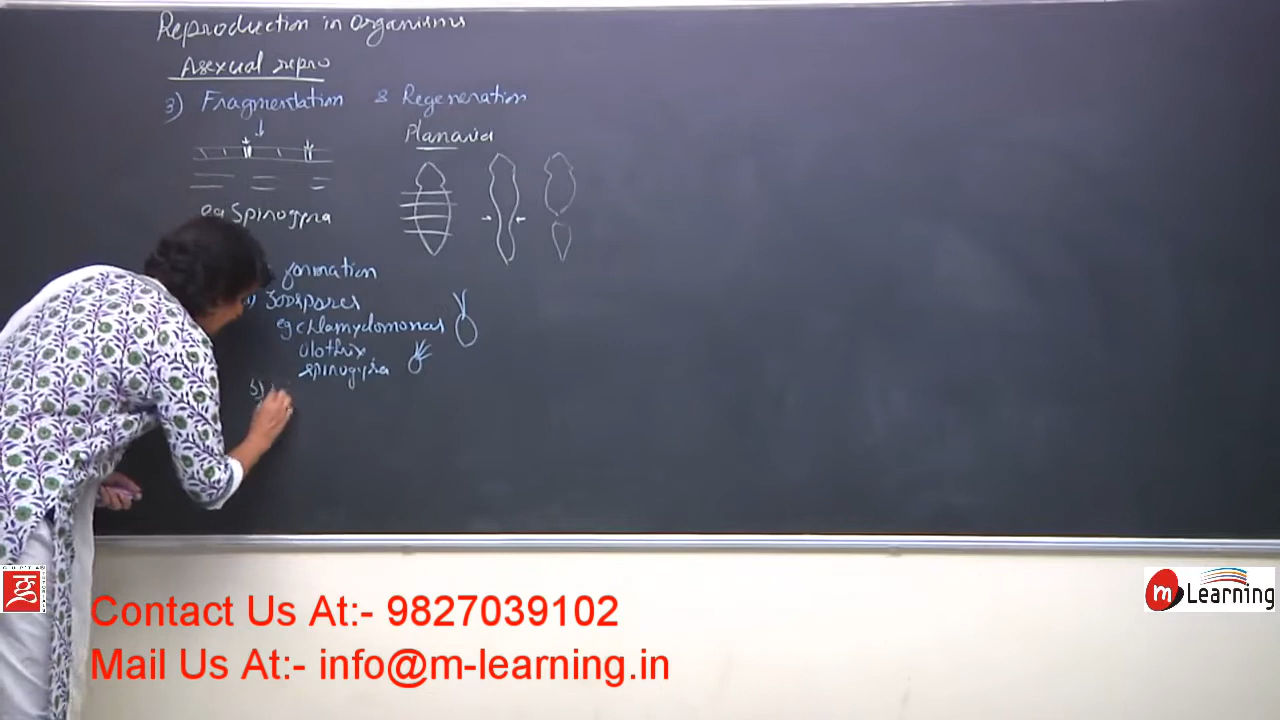 Reproduction in Organisms
Asexual repro
3) Fragmentation & Regeneration
Planaria
eg Spirogyra
formation
zoospores
eg chlamydomonas
Ulothrix
spirogyra
5)
Contact Us At:- 9827039102
Mail Us At:- info@m-learning.in
m Learning